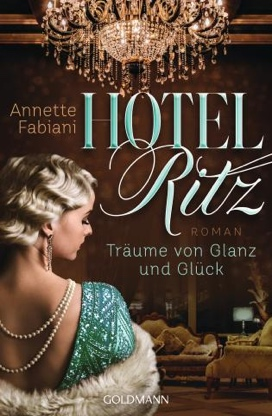 Annette
Fabiani
HOTEL
Ritz
ROMAN
Träume von Glanz
und Glück
GOLDMANN